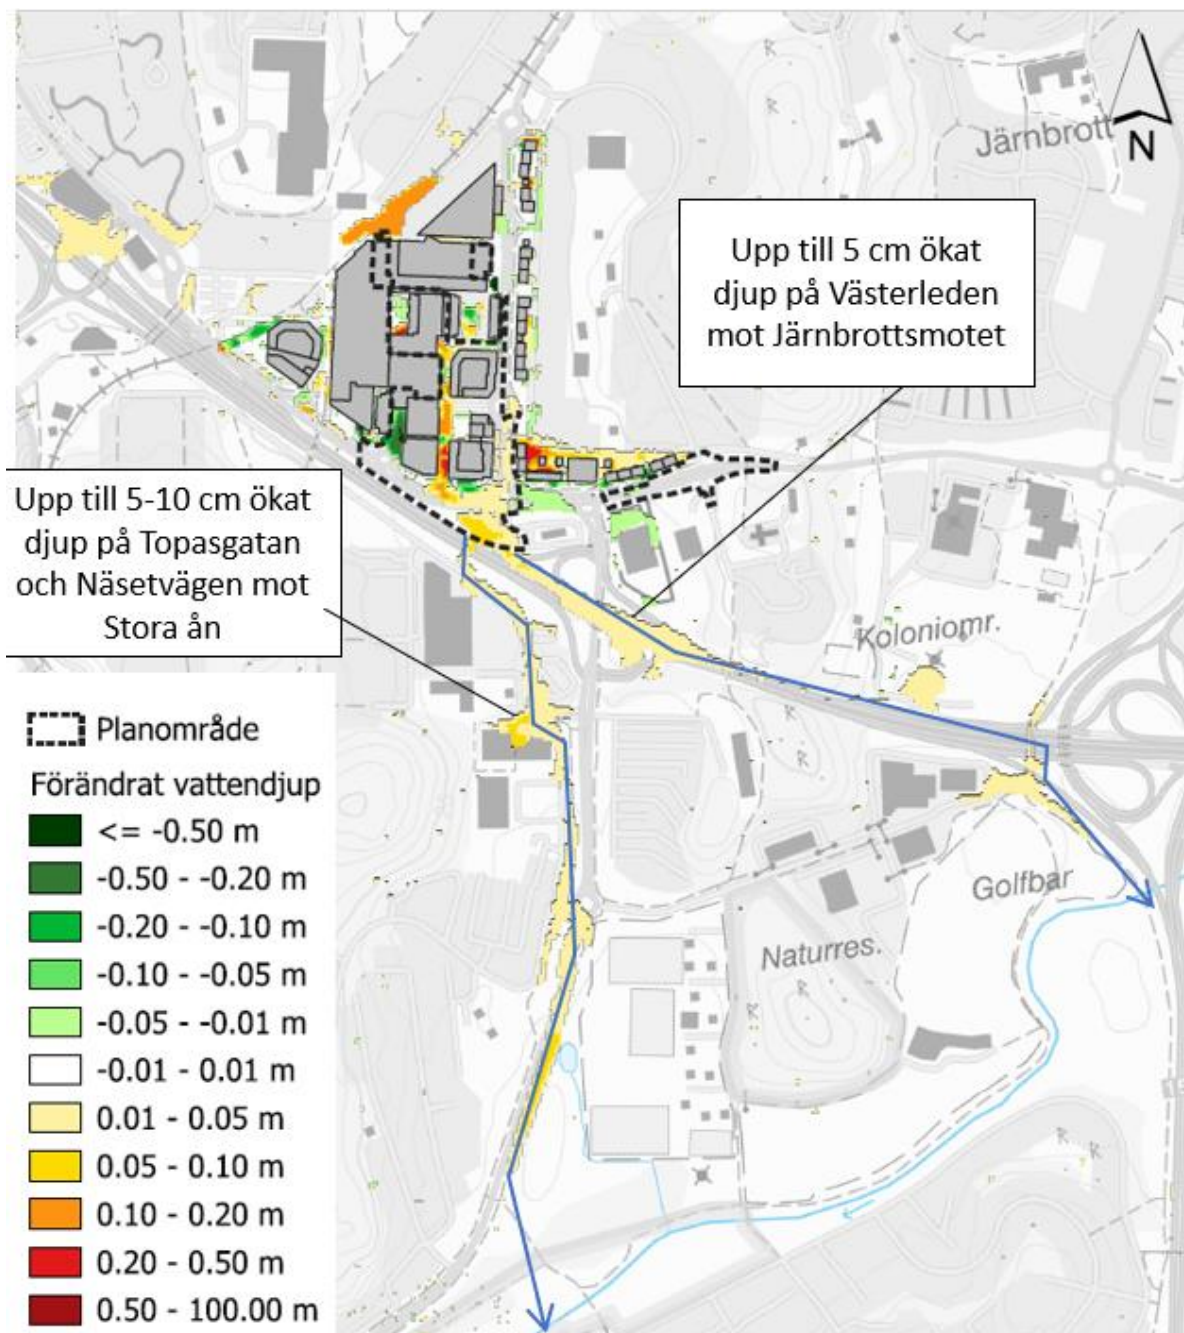 Järnbrott
N
Upp till 5 cm ökat
djup på Västerleden
mot Järnbrottsmotet
Upp till 5-10 cm ökat
djup på Topasgatan
och Näsetvägen mot
Stora ån
Koloniomr.
Golfbar
Naturres.
Planområde
Förändrat vattendjup
<= -0.50 m
-0.50 - -0.20 m
-0.20 - -0.10 m
-0.10 - -0.05 m
-0.05 - -0.01 m
-0.01 - 0.01 m
0.01 - 0.05 m
0.05 - 0.10 m
0.10 - 0.20 m
0.20 - 0.50 m
0.50 - 100.00 m